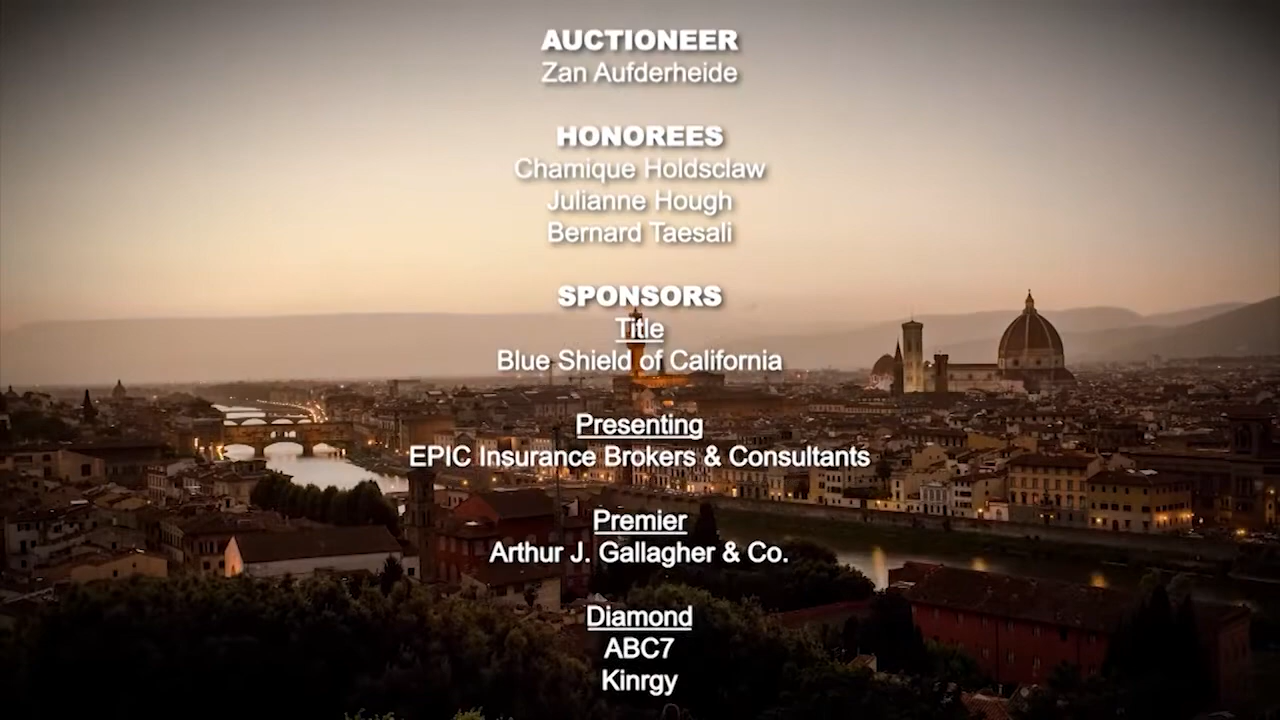 AUCTIONEER
Zan Aufderheide
HONOREES
Chamique Holdsclaw
Julianne Hough
Bernard Taesali
SPONSORS
Title
Blue Shield of California
Presenting
EPIC Insurance Brokers & Consultants
Premier
Arthur J. Gallagher & Co.
Diamond
ABC7
Kinrgy